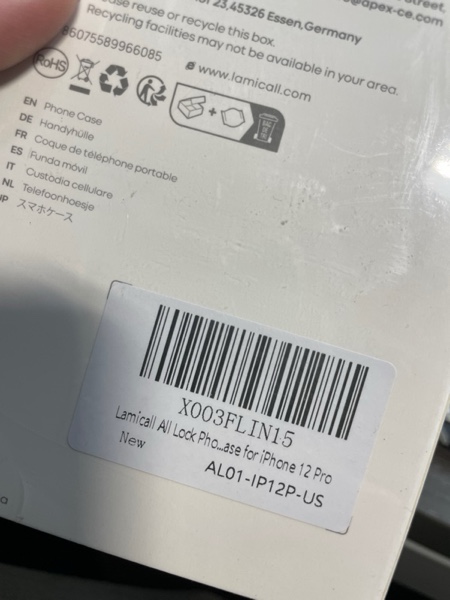 23,45326 Essen,Germany
@apex-ce.com
reuse or recycle this box.
Recycling facilities may not be available in your area.
86075589966085
www.lamicall.com
RoHS
EN Phone Case
DE Handyhülle
FR Coque de téléphone portable
ES Funda móvil
IT Custodia cellulare
NL Telefoonhoesje
スマホケース
X003FLIN15
Lamicall All Lock Pho...ase for iPhone 12 Pro
New
AL01-IP12P-US